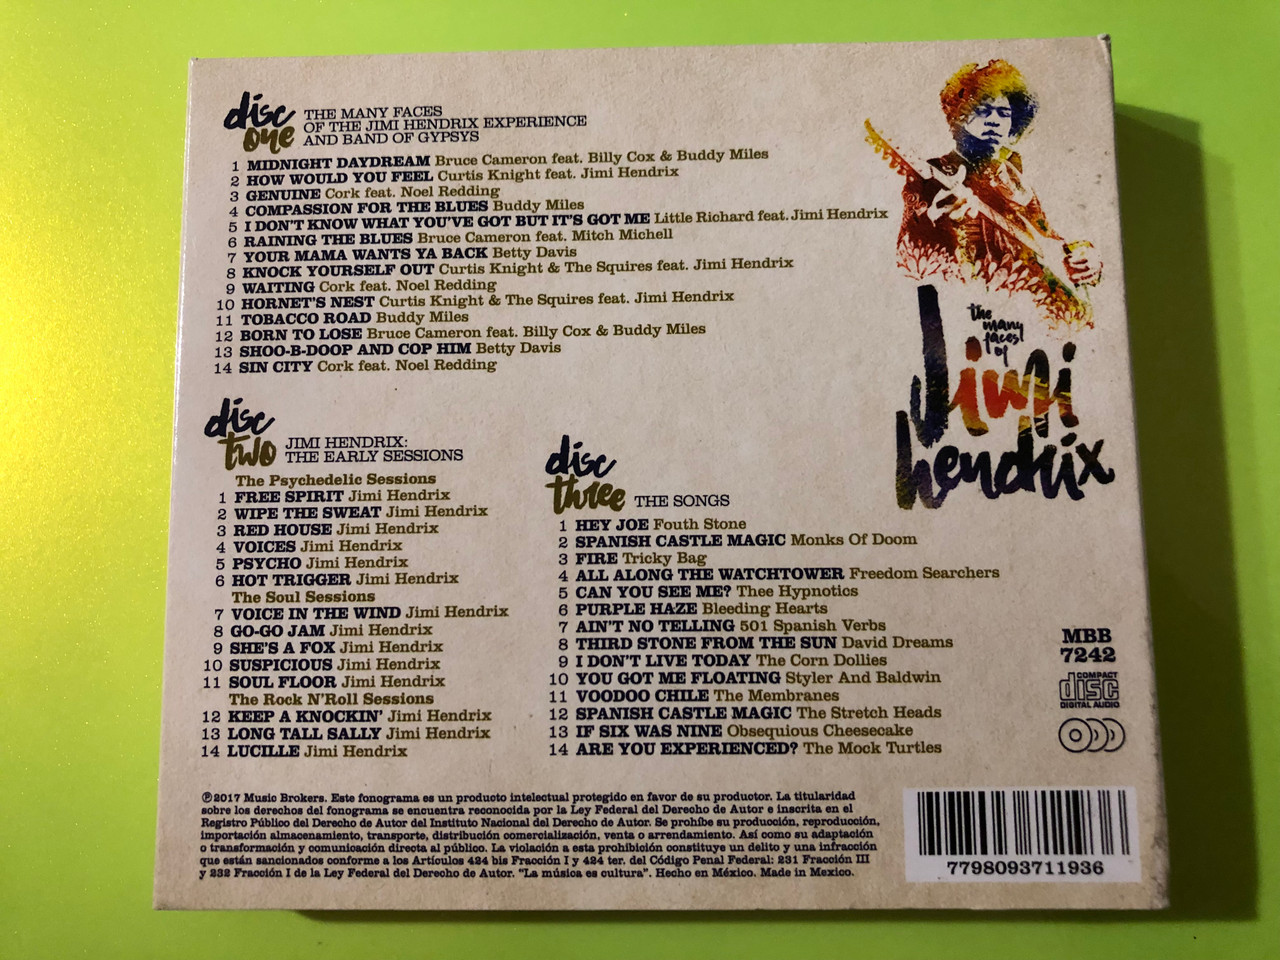 disc
one
THE MANY FACES
OF THE JIMI HENDRIX EXPERIENCE
AND BAND OF GYPSYS
1 MIDNIGHT DAYDREAM Bruce Cameron feat. Billy Cox & Buddy Miles
2 HOW WOULD YOU FEEL Curtis Knight feat. Jimi Hendrix
3 GENUINE Cork feat. Noel Redding
4 COMPASSION FOR THE BLUES Buddy Miles
5 I DON'T KNOW WHAT YOU'VE GOT BUT IT'S GOT ME Little Richard feat. Jimi Hendrix
6 RAINING THE BLUES Bruce Cameron feat. Mitch Michell
7 YOUR MAMA WANTS YA BACK Betty Davis
8 KNOCK YOURSELF OUT Curtis Knight & The Squires feat. Jimi Hendrix
9 WAITING Cork feat. Noel Redding
10 HORNET'S NEST Curtis Knight & The Squires feat. Jimi Hendrix
11 TOBACCO ROAD Buddy Miles
12 BORN TO LOSE Bruce Cameron feat. Billy Cox & Buddy Miles
13 SHOO-B-DOOP AND COP HIM Betty Davis
14 SIN CITY Cork feat. Noel Redding
the
many
faces
of
Jimi
hendrix
disc
two
JIMI HENDRIX:
THE EARLY SESSIONS
The Psychedelic Sessions
1 FREE SPIRIT Jimi Hendrix
2 WIPE THE SWEAT Jimi Hendrix
3 RED HOUSE Jimi Hendrix
4 VOICES Jimi Hendrix
5 PSYCHO Jimi Hendrix
6 HOT TRIGGER Jimi Hendrix
The Soul Sessions
7 VOICE IN THE WIND Jimi Hendrix
8 GO-GO JAM Jimi Hendrix
9 SHE'S A FOX Jimi Hendrix
10 SUSPICIOUS Jimi Hendrix
11 SOUL FLOOR Jimi Hendrix
The Rock N'Roll Sessions
12 KEEP A KNOCKIN' Jimi Hendrix
13 LONG TALL SALLY Jimi Hendrix
14 LUCILLE Jimi Hendrix
disc
three
THE SONGS
1 HEY JOE Fouth Stone
2 SPANISH CASTLE MAGIC Monks Of Doom
3 FIRE Tricky Bag
4 ALL ALONG THE WATCHTOWER Freedom Searchers
5 CAN YOU SEE ME? Thee Hypnotics
6 PURPLE HAZE Bleeding Hearts
7 AIN'T NO TELLING 501 Spanish Verbs
8 THIRD STONE FROM THE SUN David Dreams
9 I DON'T LIVE TODAY The Corn Dollies
10 YOU GOT ME FLOATING Styler And Baldwin
11 VOODOO CHILE The Membranes
12 SPANISH CASTLE MAGIC The Stretch Heads
13 IF SIX WAS NINE Obsequious Cheesecake
14 ARE YOU EXPERIENCED? The Mock Turtles
MBB
7242
COMPACT
disc
DIGITAL AUDIO
℗2017 Music Brokers. Este fonograma es un producto intelectual protegido en favor de su productor. La titularidad
sobre los derechos del fonograma se encuentra reconocida por la Ley Federal del Derecho de Autor e inscrita en el
Registro Público del Derecho de Autor del Instituto Nacional del Derecho de Autor. Se prohíbe su producción, reproducción,
importación almacenamiento, transporte, distribución comercialización, venta o arrendamiento. Así como su adaptación
o transformación y comunicación directa al público. La violación a esta prohibición constituye un delito y una infracción
que están sancionados conforme a los Artículos 424 bis Fracción I y 424 ter. del Código Penal Federal: 231 Fracción III
y 232 Fracción I de la Ley Federal del Derecho de Autor. "La música es cultura". Hecho en México. Made in Mexico.
7798093711936